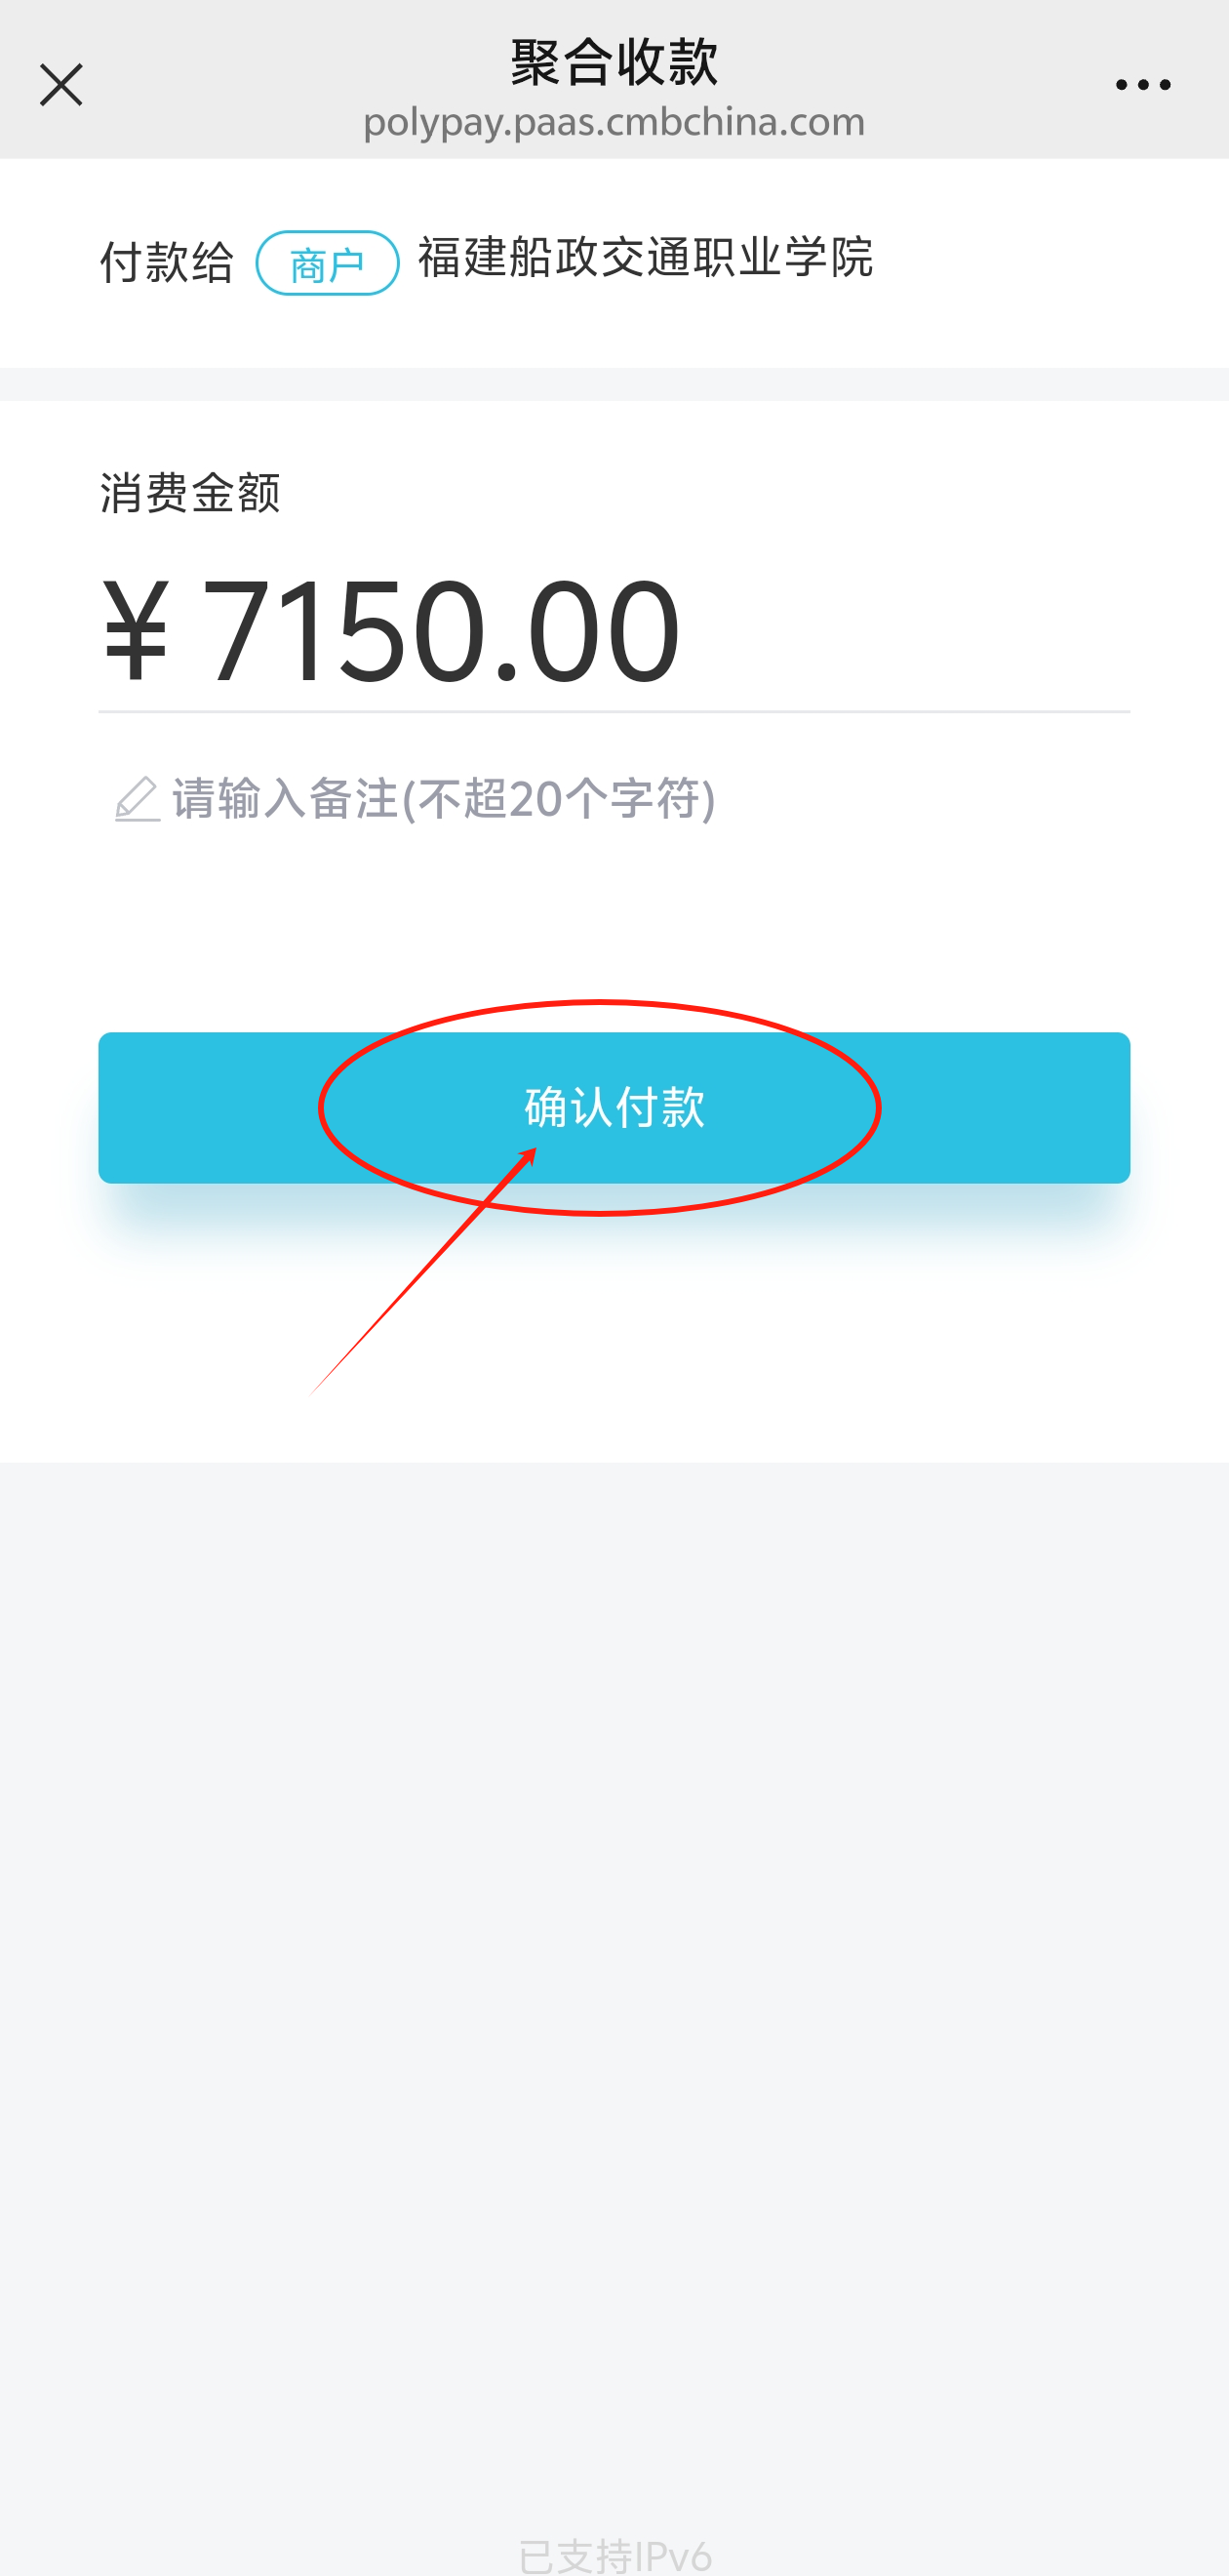 聚合收款
polypay.paas.cmbchina.com
付款给 商户 福建船政交通职业学院
消费金额
¥ 7150.00
请输入备注(不超20个字符)
确认付款
已支持IPv6